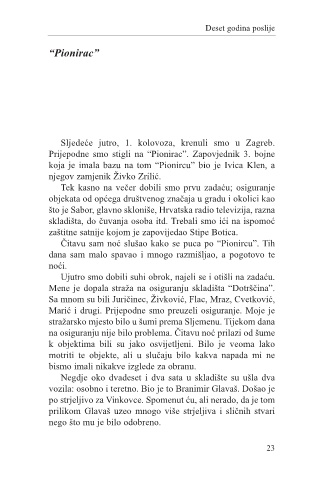 Deset godina poslije
“Pionirac”
Sljedeće jutro, 1. kolovoza, krenuli smo u Zagreb.
Prijepodne smo stigli na “Pionirac”. Zapovjednik 3. bojne
koja je imala bazu na tom “Pionircu” bio je Ivica Klen, a
njegov zamjenik Živko Zrilić.
Tek kasno na večer dobili smo prvu zadaću; osiguranje
objekata od općega društvenog značaja u gradu i okolici kao
što je Sabor, glavno skloniše, Hrvatska radio televizija, razna
skladišta, do čuvanja osoba itd. Trebali smo ići na ispomoć
zaštitne satnije kojom je zapovijedao Stipe Botica.
Čitavu sam noć slušao kako se puca po “Pionircu”. Tih
dana sam malo spavao i mnogo razmišljao, a pogotovo te
noći.
Ujutro smo dobili suhi obrok, najeli se i otišli na zadaću.
Mene je dopala straža na osiguranju skladišta “Dotrščina”.
Sa mnom su bili Juričinec, Živković, Flac, Mraz, Cvetković,
Marić i drugi. Prijepodne smo preuzeli osiguranje. Moje je
stražarsko mjesto bilo u šumi prema Sljemenu. Tijekom dana
na osiguranju nije bilo problema. Čitavu noć prilazi od šume
k objektima bili su jako osvijetljeni. Bilo je veoma lako
motriti te objekte, ali u slučaju bilo kakva napada mi ne
bismo imali nikakve izglede za obranu.
Negdje oko dvadeset i dva sata u skladište su ušla dva
vozila: osobno i teretno. Bio je to Branimir Glavaš. Došao je
po strjeljivo za Vinkovce. Spomenut ću, ali nerado, da je tom
prilikom Glavaš uzeo mnogo više strjeljiva i sličnih stvari
nego što mu je bilo odobreno.
23